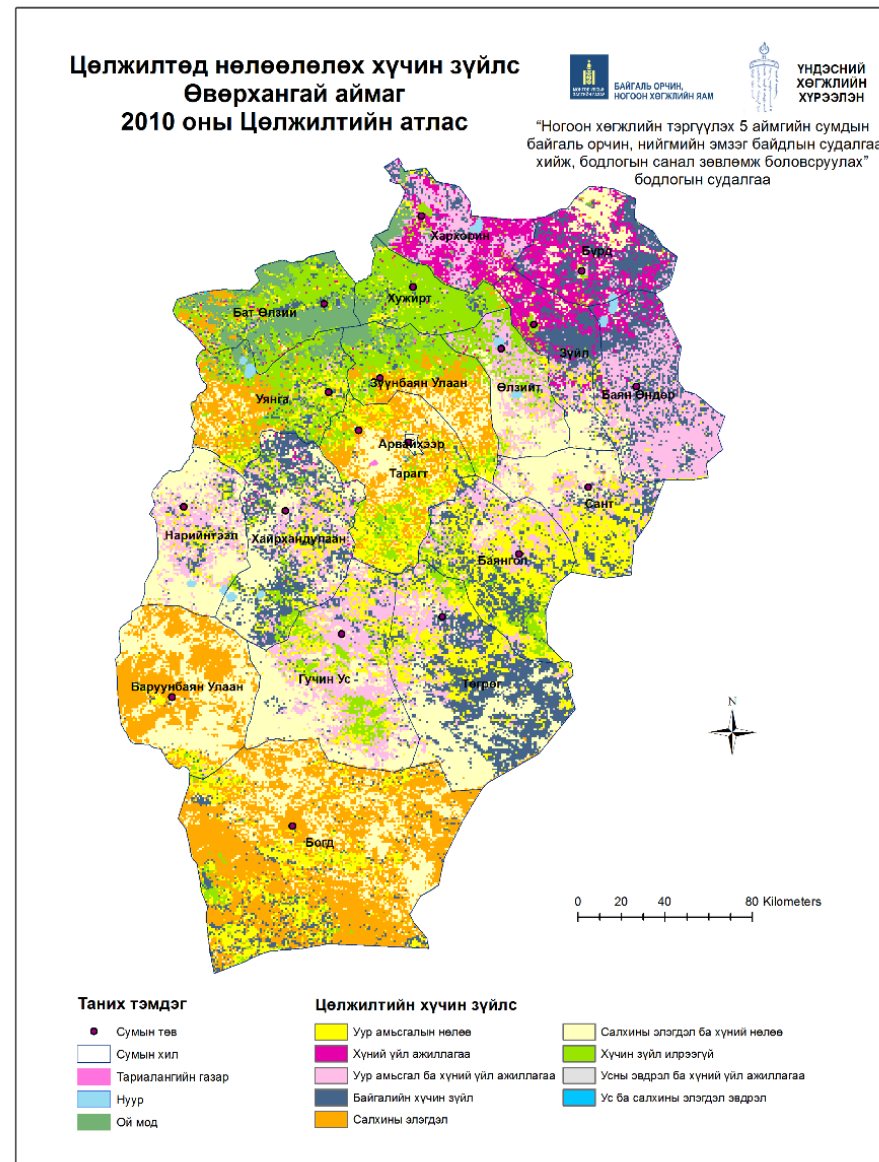 Цөлжилтөд нөлөөлөлөх хүчин зүйлс
Өвөрхангай аймаг
2010 оны Цөлжилтийн атлас
БАЙГАЛЬ ОРЧИН,
НОГООН ХӨГЖЛИЙН ЯАМ
ҮНДЭСНИЙ
ХӨГЖЛИЙН
ХҮРЭЭЛЭН
“Ногоон хөгжлийн тэргүүлэх 5 аймгийн сумдын
байгаль орчин, нийгмийн эмзэг байдлын судалгаа
хийж, бодлогын санал зөвлөмж боловсруулах”
бодлогын судалгаа
Хархорин
Бүрд
Хужирт
Бат Өлзий
Зүйл
Зүүнбаян Улаан
Өлзийт
Баян Өндөр
Уянга
Арвайхээр
Тарагт
Сант
Нарийнтээл
Хайрхандулаан
Баянгол
Гучин Ус
Төгрөг
Баруунбаян Улаан
Богд
N
0 20 40 80 Kilometers
Таних тэмдэг
Сумын төв
Сумын хил
Тариалангийн газар
Нуур
Ой мод
Цөлжилтийн хүчин зүйлс
Уур амьсгалын нөлөө
Хүний үйл ажиллагаа
Уур амьсгал ба хүний үйл ажиллагаа
Байгалийн хүчин зүйл
Салхины элэгдэл
Салхины элэгдэл ба хүний нөлөө
Хүчин зүйл илрээгүй
Усны эвдрэл ба хүний үйл ажиллагаа
Ус ба салхины элэгдэл эвдрэл